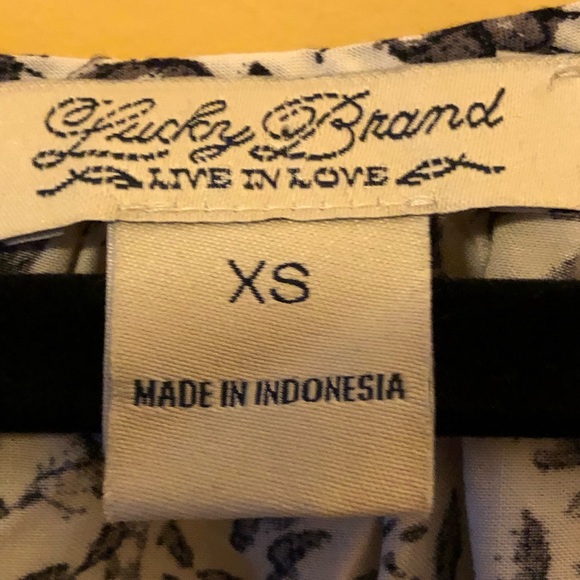 Lucky Brand
LIVE IN LOVE
XS
MADE IN INDONESIA